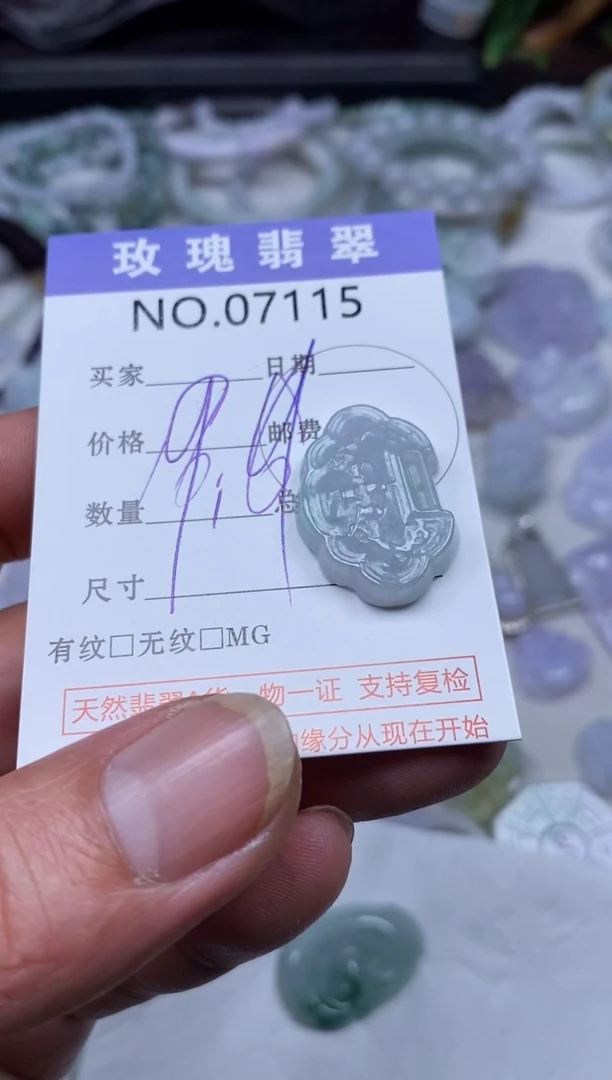 玫瑰翡翠
NO.07115
买家 日期
价格 邮费
数量 总
尺寸
有纹□无纹□MG
天然翡翠 物一证 支持复检
缘分从现在开始